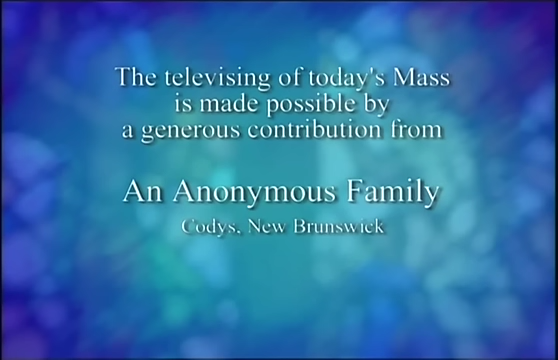 The televising of today's Mass
is made possible by
a generous contribution from
An Anonymous Family
Codys, New Brunswick